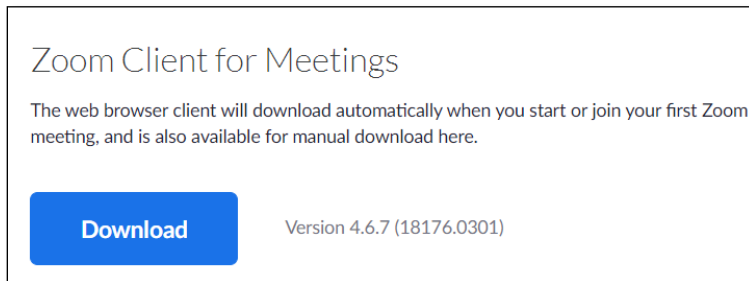 Zoom Client for Meetings
The web browser client will download automatically when you start or join your first Zoom
meeting, and is also available for manual download here.
Download
Version 4.6.7 (18176.0301)